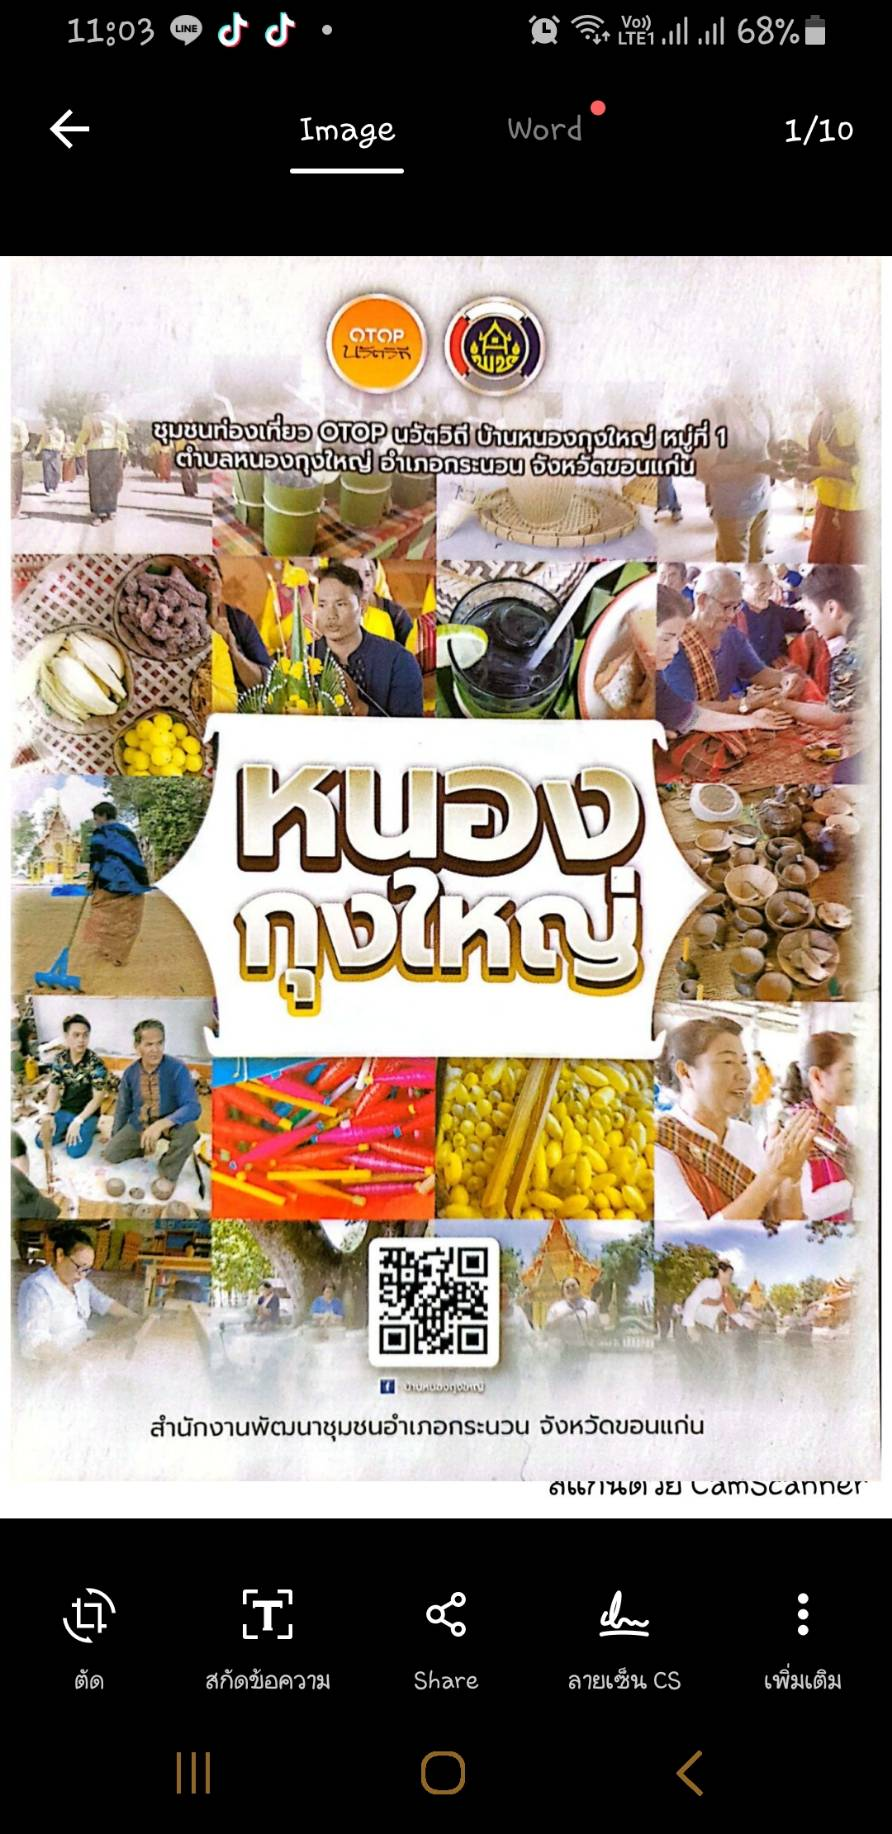 11:03 LINE Vo)) LTE1 68%
Image Word 1/10
OTOP
นวัตวิถี
พช
ชุมชนท่องเที่ยว OTOP นวัตวิถี บ้านหนองกุงใหญ่ หมู่ที่ 1
ตำบลหนองกุงใหญ่ อำเภอกระนวน จังหวัดขอนแก่น
หนอง
กุงใหญ่
บ้านหนองกุงใหญ่
สำนักงานพัฒนาชุมชนอำเภอกระนวน จังหวัดขอนแก่น
สแกนด้วย CamScanner
ตัด สกัดข้อความ Share ลายเซ็น CS เพิ่มเติม